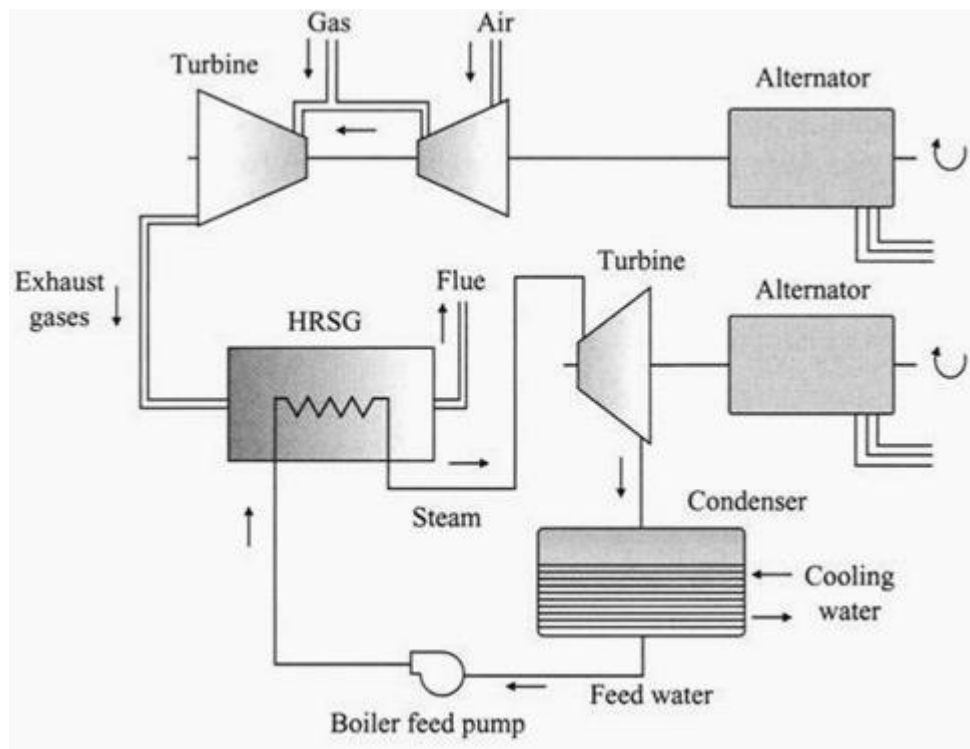 Gas
Air
Turbine
Alternator
Exhaust
gases
Flue
Turbine
Alternator
HRSG
Steam
Condenser
Cooling
water
Feed water
Boiler feed pump